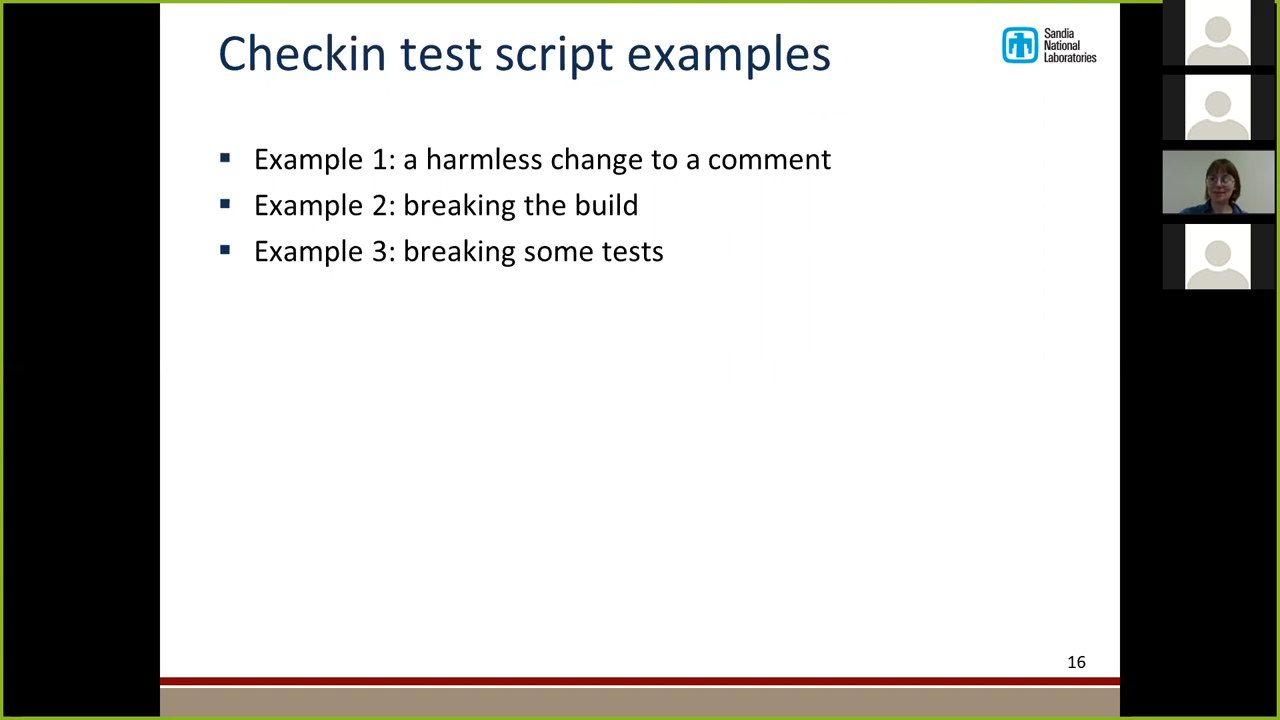 Checkin test script examples
Sandia
National
Laboratories
▪ Example 1: a harmless change to a comment
▪ Example 2: breaking the build
▪ Example 3: breaking some tests
16